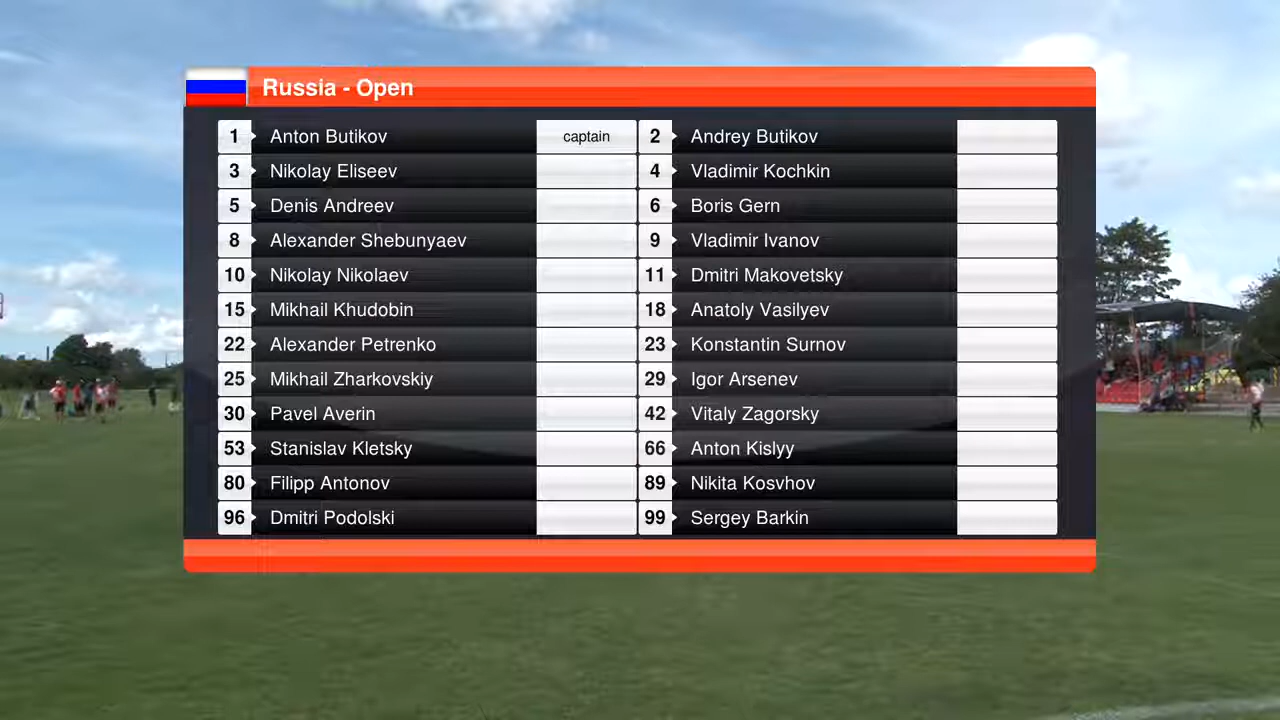 Russia - Open
1 Anton Butikov captain 2 Andrey Butikov
3 Nikolay Eliseev 4 Vladimir Kochkin
5 Denis Andreev 6 Boris Gern
8 Alexander Shebunyaev 9 Vladimir Ivanov
10 Nikolay Nikolaev 11 Dmitri Makovetsky
15 Mikhail Khudobin 18 Anatoly Vasilyev
22 Alexander Petrenko 23 Konstantin Surnov
25 Mikhail Zharkovskiy 29 Igor Arsenev
30 Pavel Averin 42 Vitaly Zagorsky
53 Stanislav Kletsky 66 Anton Kislyy
80 Filipp Antonov 89 Nikita Kosvhov
96 Dmitri Podolski 99 Sergey Barkin